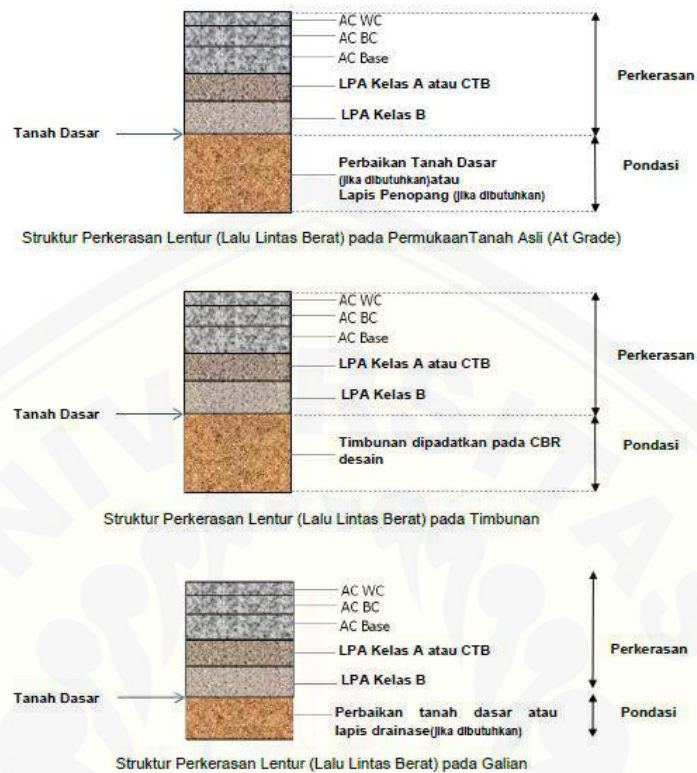 AC WC
AC BC
AC Base
LPA Kelas A atau CTB
LPA Kelas B
Perkerasan
Tanah Dasar
Perbaikan Tanah Dasar
(jika dibutuhkan)atau
Lapis Penopang (jika dibutuhkan)
Pondasi
Struktur Perkerasan Lentur (Lalu Lintas Berat) pada PermukaanTanah Asli (At Grade)
AC WC
AC BC
AC Base
LPA Kelas A atau CTB
LPA Kelas B
Perkerasan
Tanah Dasar
Timbunan dipadatkan pada CBR
desain
Pondasi
Struktur Perkerasan Lentur (Lalu Lintas Berat) pada Timbunan
AC WC
AC BC
AC Base
LPA Kelas A atau CTB
LPA Kelas B
Perkerasan
Tanah Dasar
Perbaikan tanah dasar atau
lapis drainase(jika dibutuhkan)
Pondasi
Struktur Perkerasan Lentur (Lalu Lintas Berat) pada Galian
UNIVERSITAS